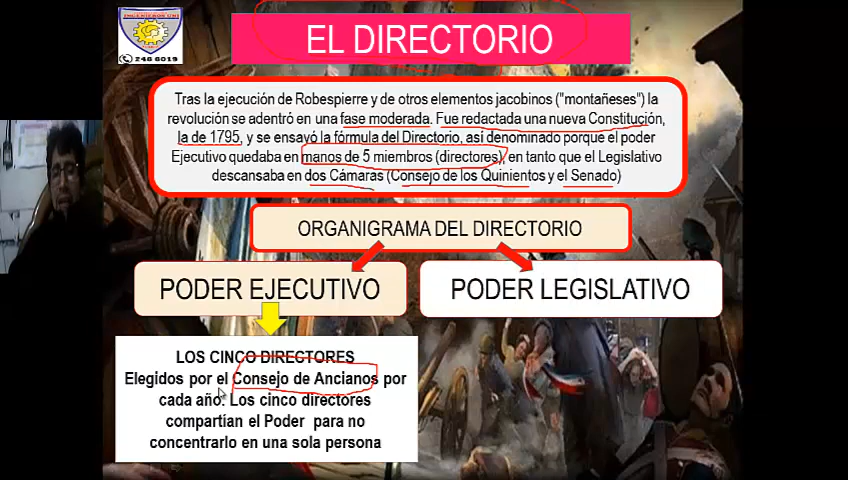 INGENIEROS UNI
246 6019
EL DIRECTORIO
Tras la ejecución de Robespierre y de otros elementos jacobinos ("montañeses") la
revolución se adentró en una fase moderada. Fue redactada una nueva Constitución,
la de 1795, y se ensayó la fórmula del Directorio, así denominado porque el poder
Ejecutivo quedaba en manos de 5 miembros (directores), en tanto que el Legislativo
descansaba en dos Cámaras (Consejo de los Quinientos y el Senado)
ORGANIGRAMA DEL DIRECTORIO
PODER EJECUTIVO
PODER LEGISLATIVO
LOS CINCO DIRECTORES
Elegidos por el Consejo de Ancianos por
cada año. Los cinco directores
compartían el Poder para no
concentrarlo en una sola persona